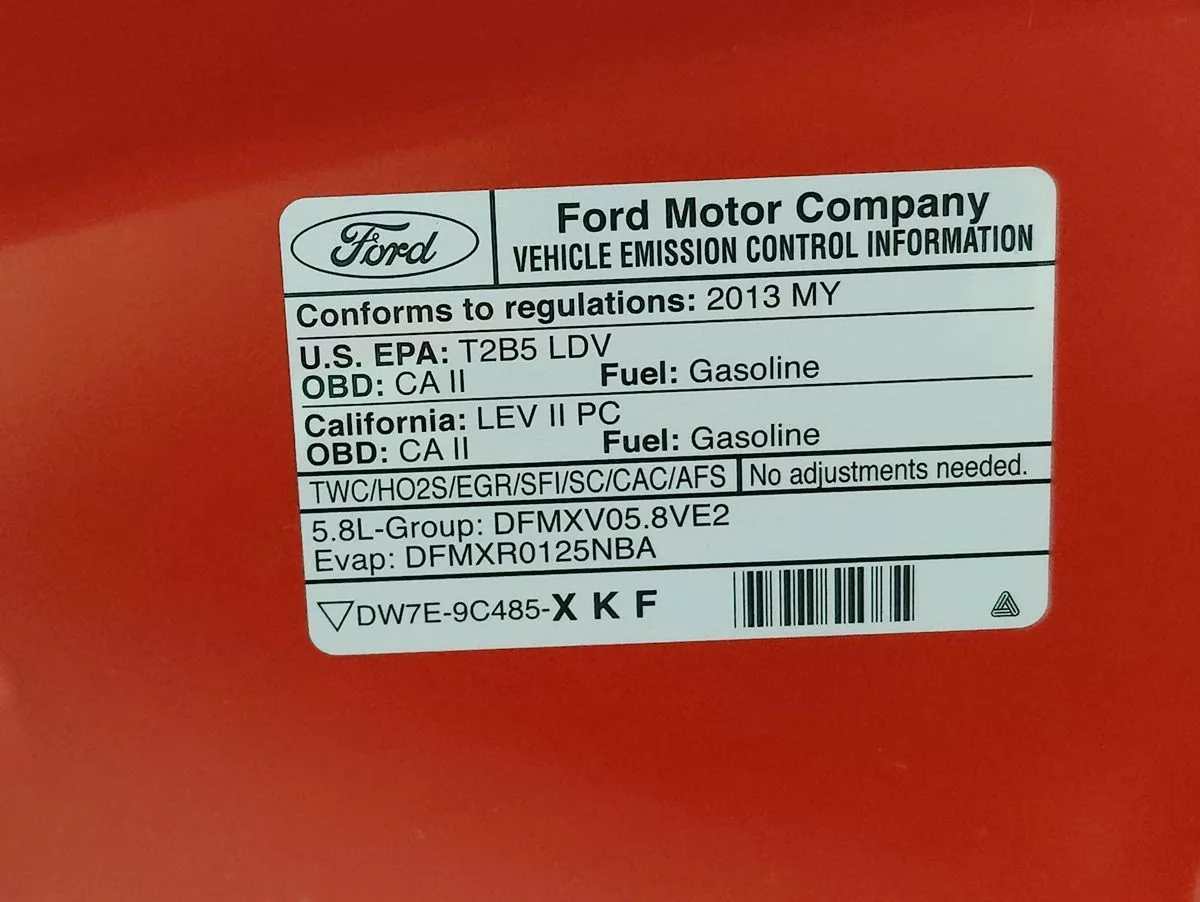 Ford
Ford Motor Company
VEHICLE EMISSION CONTROL INFORMATION
Conforms to regulations: 2013 MY
U.S. EPA: T2B5 LDV
OBD: CA II Fuel: Gasoline
California: LEV II PC
OBD: CA II Fuel: Gasoline
TWC/HO2S/EGR/SFI/SC/CAC/AFS No adjustments needed.
5.8L-Group: DFMXV05.8VE2
Evap: DFMXR0125NBA
DW7E-9C485-X K F